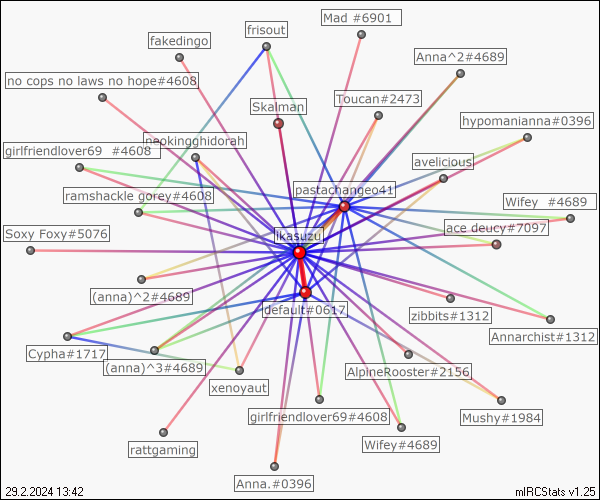 Mad #6901
frisout
fakedingo
Anna^2#4689
no cops no laws no hope#4608
Toucan#2473
Skalman
hypomanianna#0396
neokingghidorah
girlfriendlover69 #4608
avelicious
pastachangeo41
ramshackle gorey#4608
Wifey #4689
ace.deucy#7097
Soxy Foxy#5076
ikasuzu
(anna)^2#4689
default#0617
zibbits#1312
Annarchist#1312
Cypha#1717
(anna)^3#4689
AlpineRooster#2156
xenoyaut
girlfriendlover69#4608
Mushy#1984
Wifey#4689
rattgaming
Anna.#0396
29.2.2024 13:42
mIRCStats v1.25